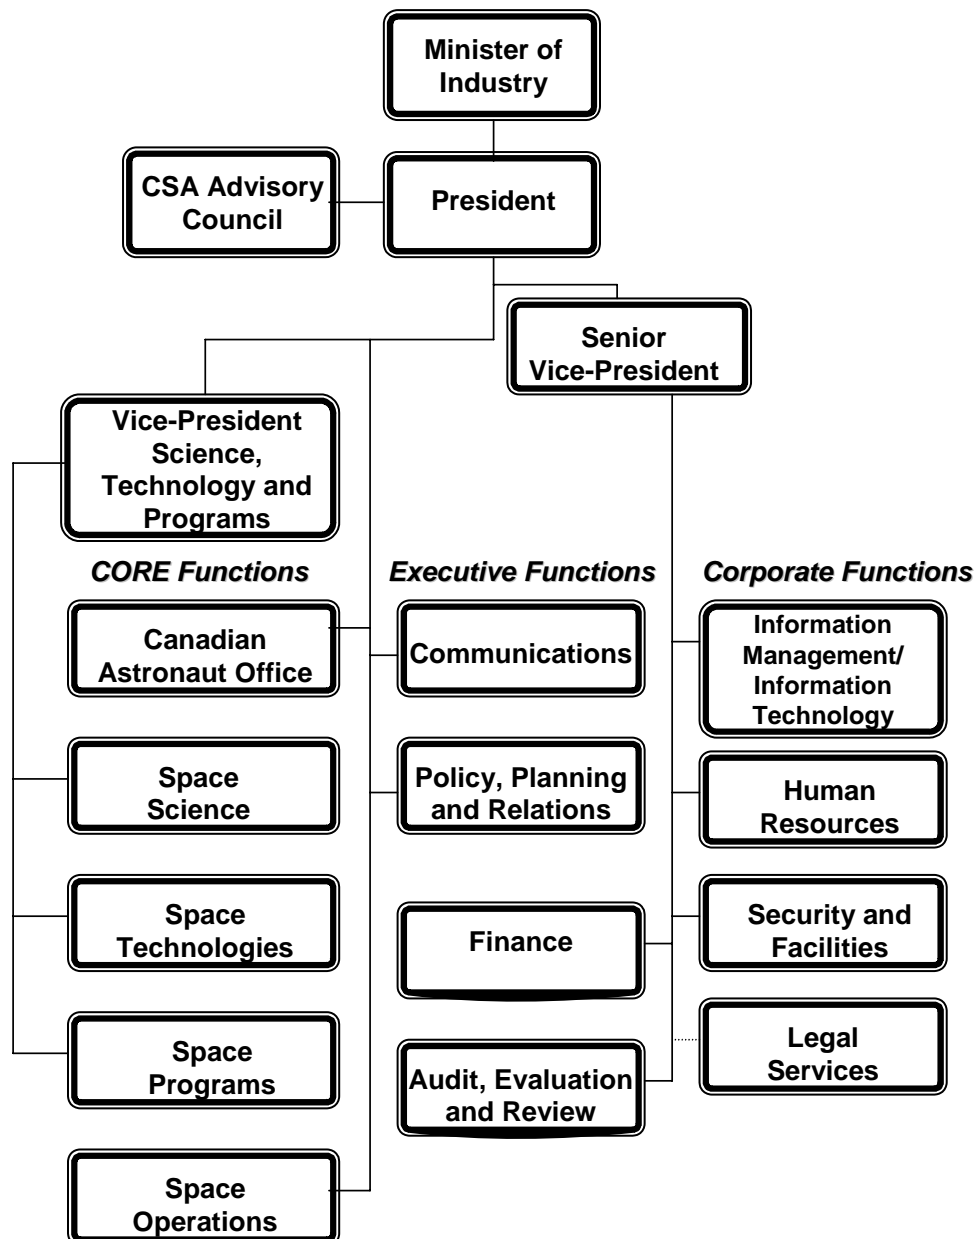 Minister of
Industry
CSA Advisory
Council
President
Senior
Vice-President
Vice-President
Science,
Technology and
Programs
CORE Functions
Executive Functions
Corporate Functions
Canadian
Astronaut Office
Communications
Information
Management/
Information
Technology
Space
Science
Policy, Planning
and Relations
Human
Resources
Space
Technologies
Finance
Security and
Facilities
Space
Programs
Audit, Evaluation
and Review
Legal
Services
Space
Operations